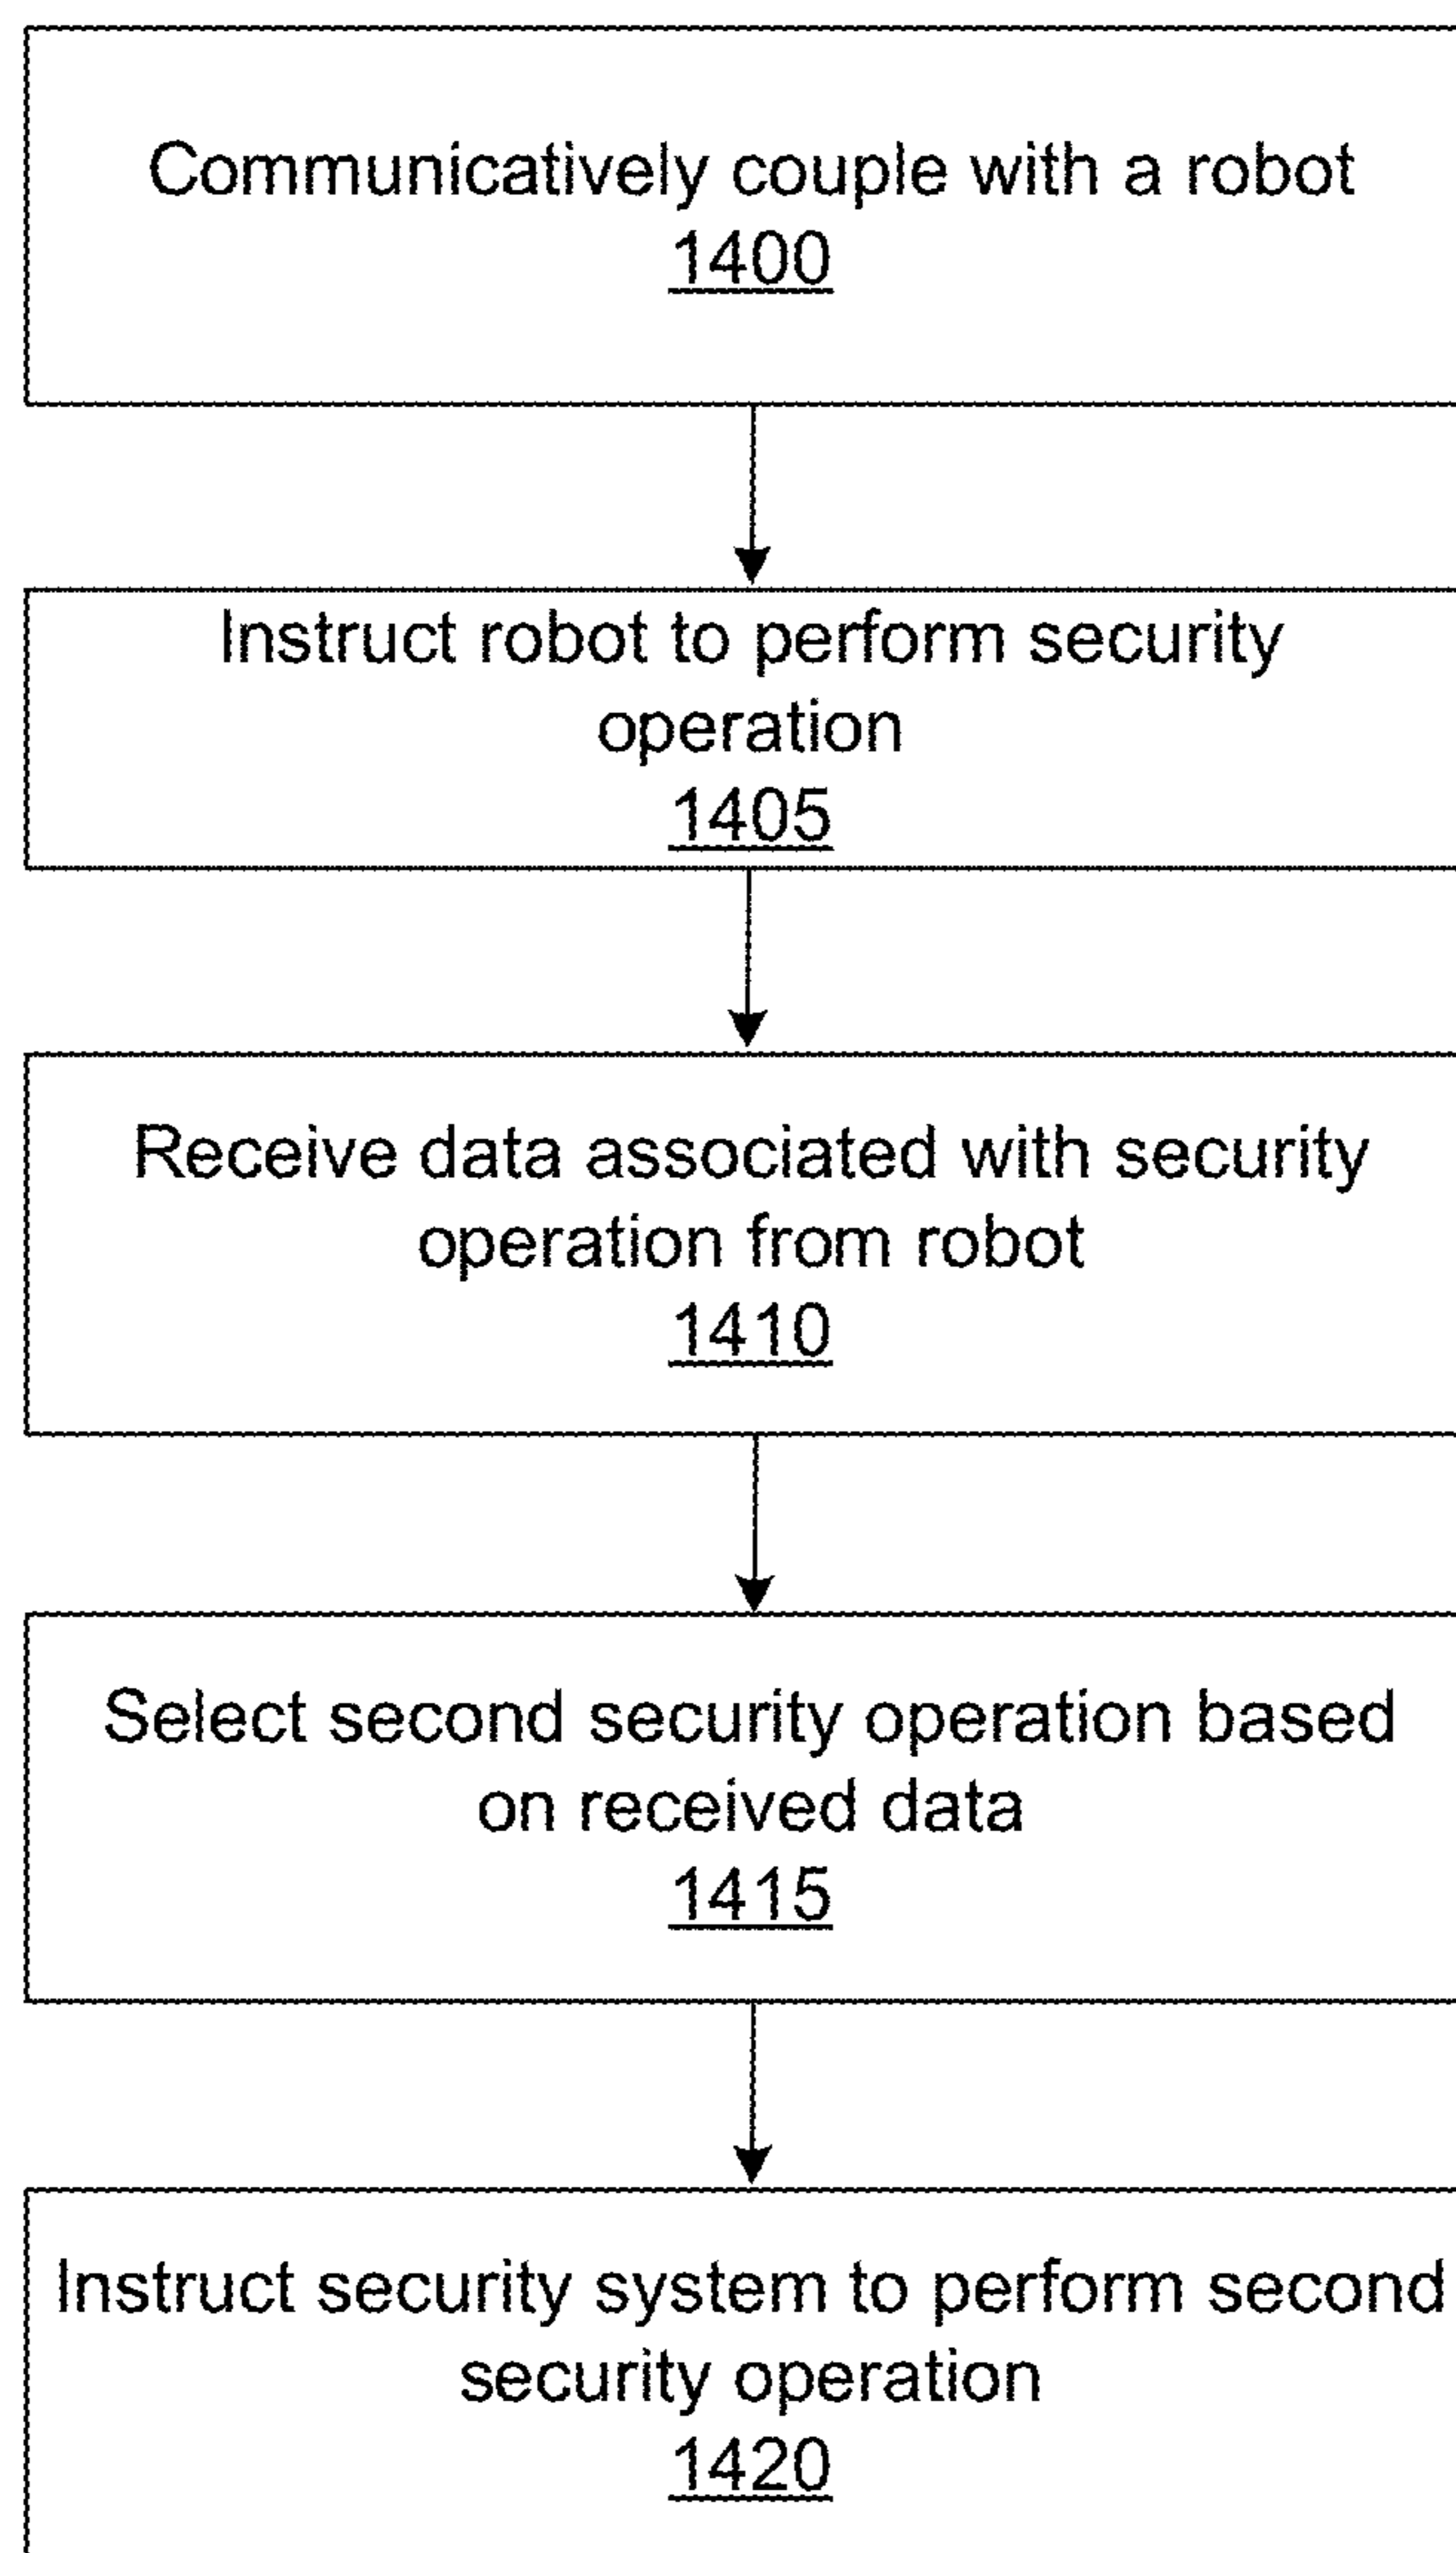 Communicatively couple with a robot
1400
Instruct robot to perform security
operation
1405
Receive data associated with security
operation from robot
1410
Select second security operation based
on received data
1415
Instruct security system to perform second
security operation
1420